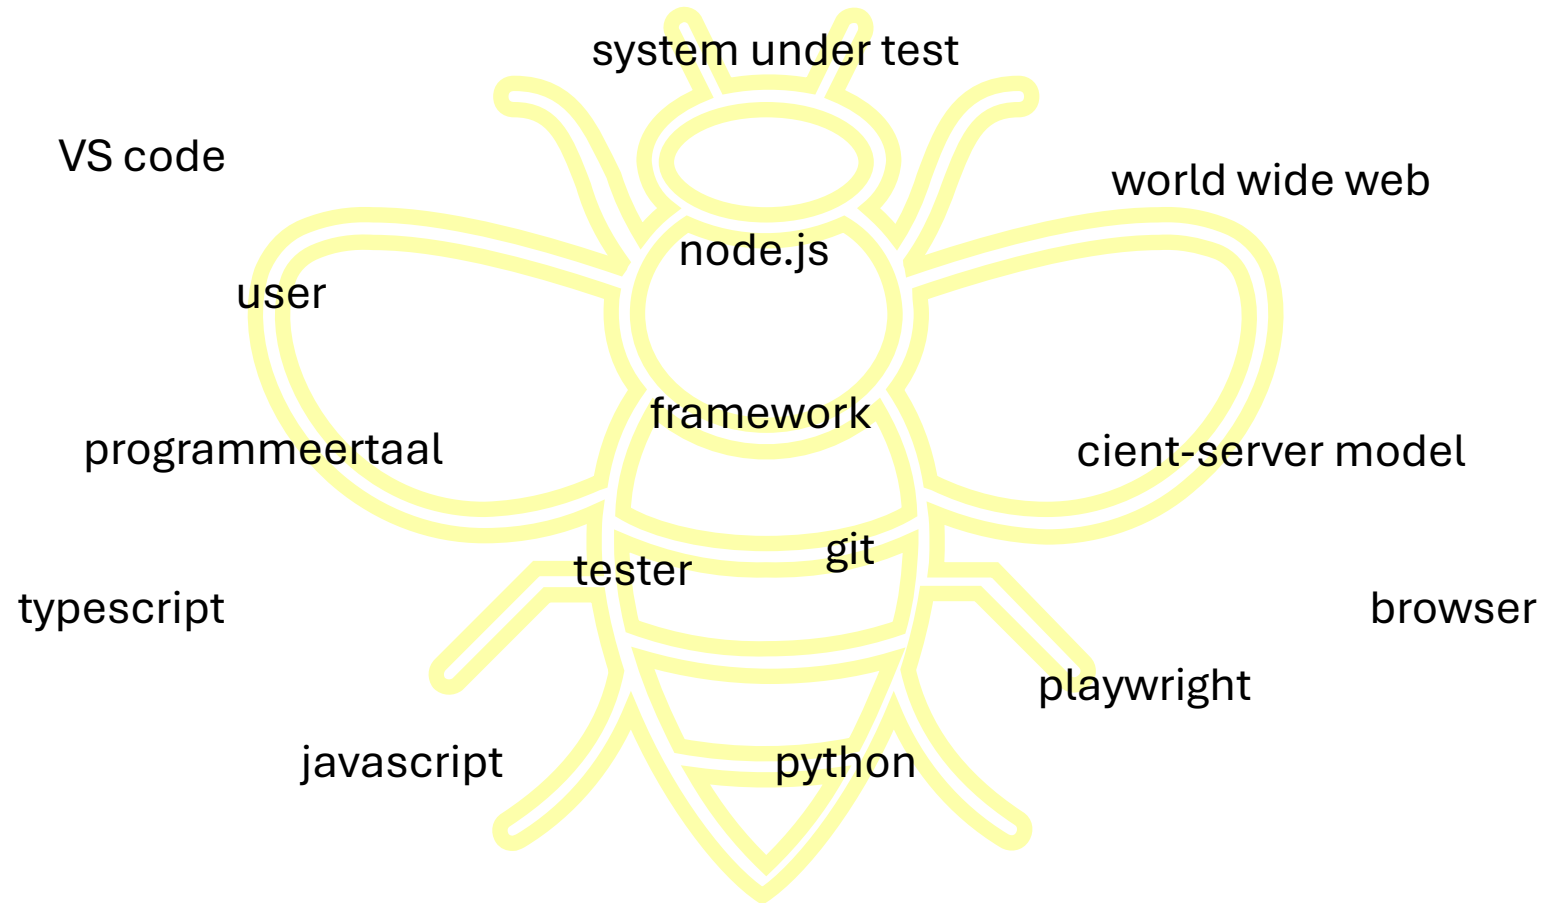 system under test
VS code
world wide web
node.js
user
framework
programmeertaal
cient-server model
git
tester
typescript
browser
playwright
javascript
python